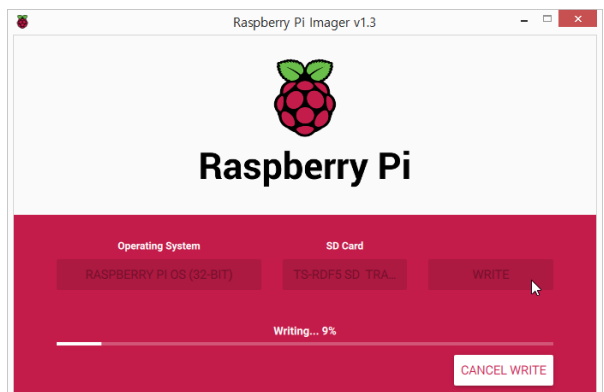 Raspberry Pi Imager v1.3
Raspberry Pi
Operating System
SD Card
RASPBERRY PI OS (32-BIT)
TS-RDF5 SD TRA...
WRITE
Writing... 9%
CANCEL WRITE